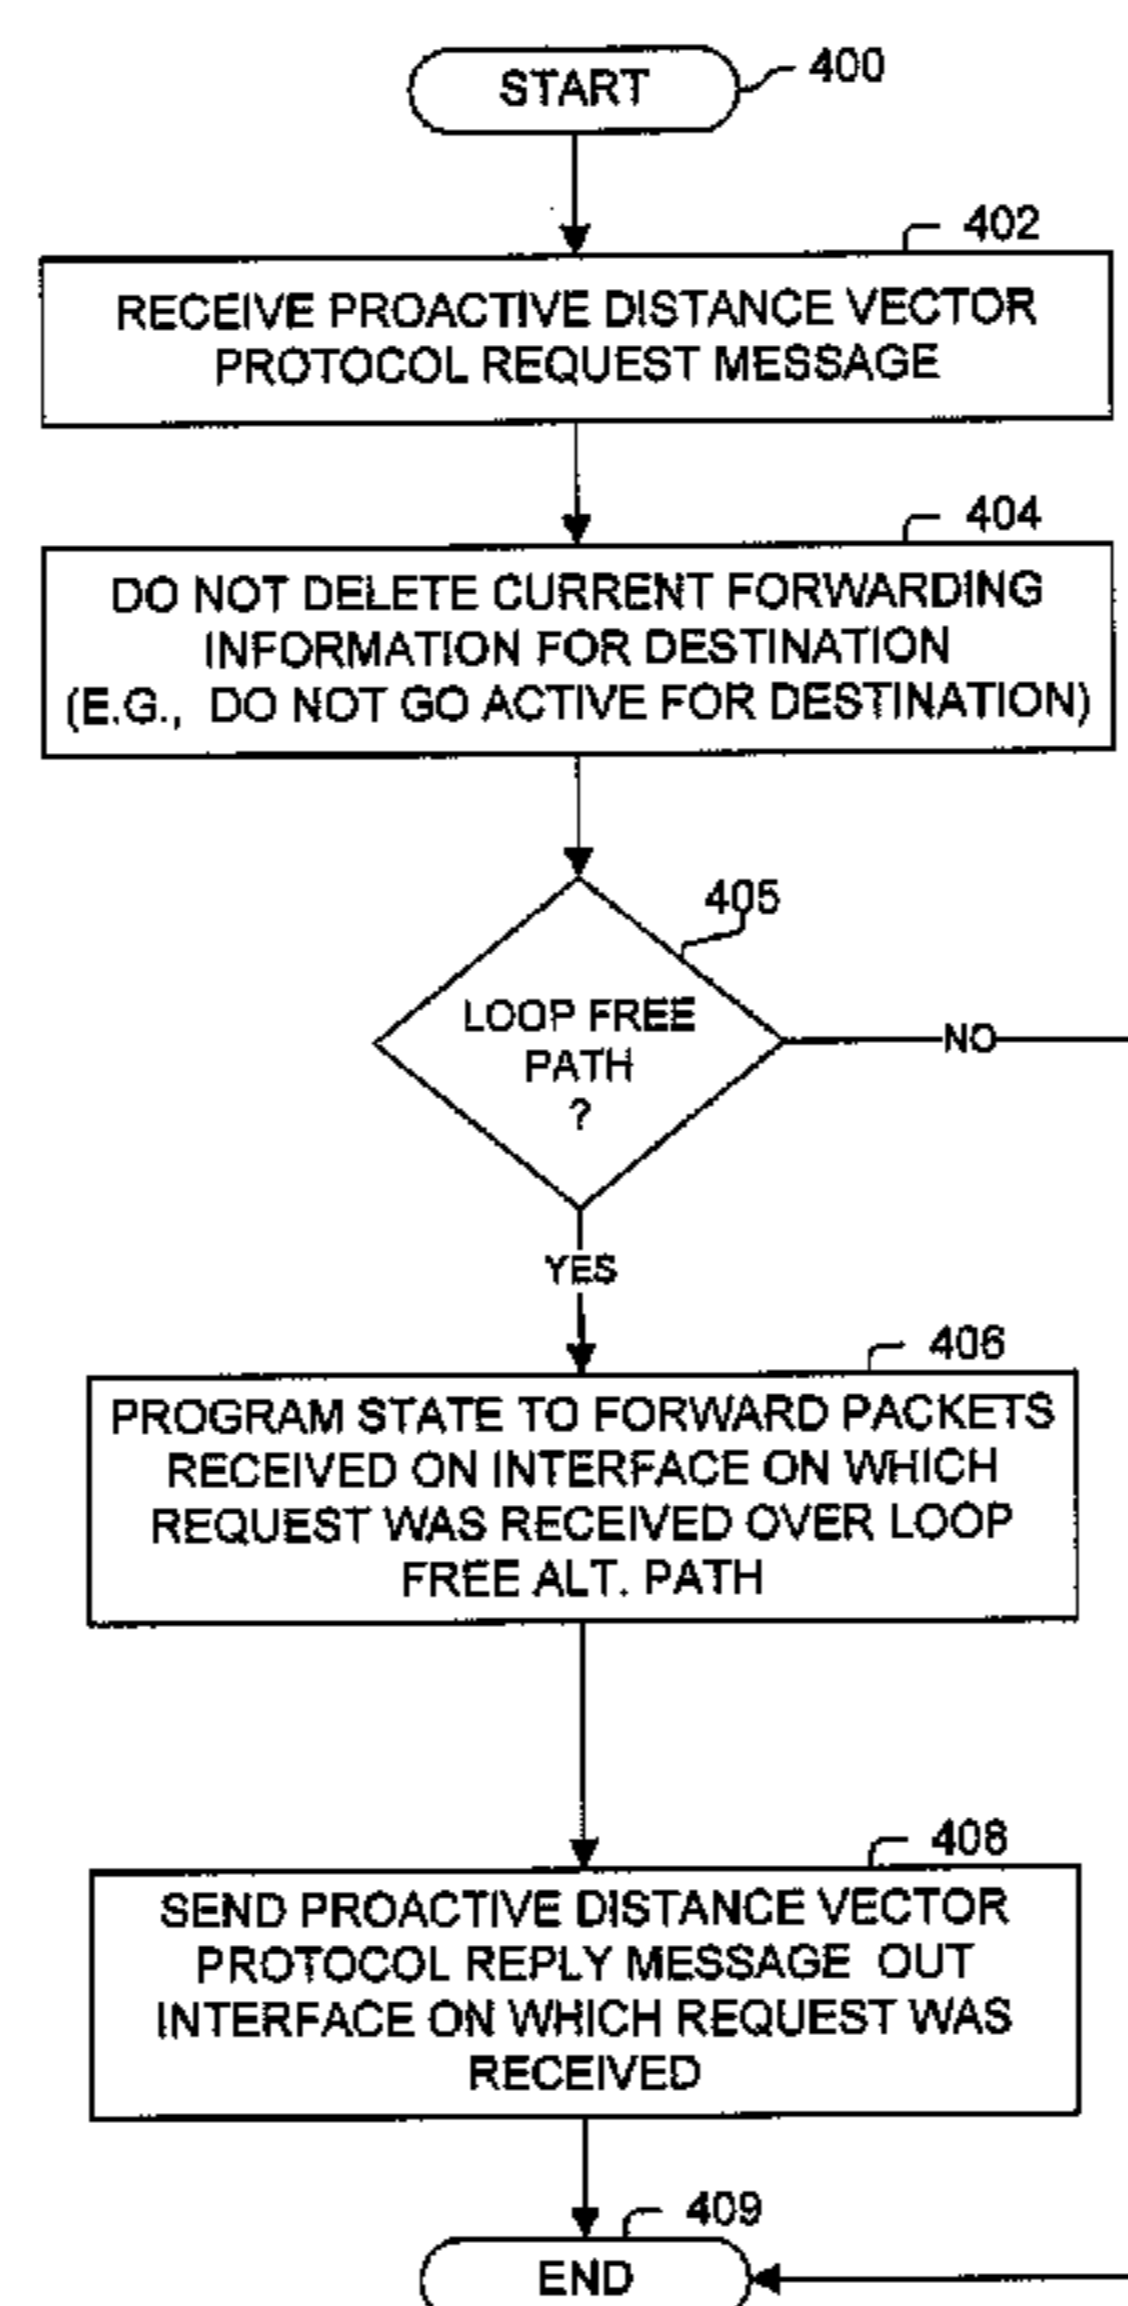 START
400
402
RECEIVE PROACTIVE DISTANCE VECTOR
PROTOCOL REQUEST MESSAGE
404
DO NOT DELETE CURRENT FORWARDING
INFORMATION FOR DESTINATION
(E.G., DO NOT GO ACTIVE FOR DESTINATION)
405
LOOP FREE
PATH
?
NO
YES
406
PROGRAM STATE TO FORWARD PACKETS
RECEIVED ON INTERFACE ON WHICH
REQUEST WAS RECEIVED OVER LOOP
FREE ALT. PATH
408
SEND PROACTIVE DISTANCE VECTOR
PROTOCOL REPLY MESSAGE OUT
INTERFACE ON WHICH REQUEST WAS
RECEIVED
409
END